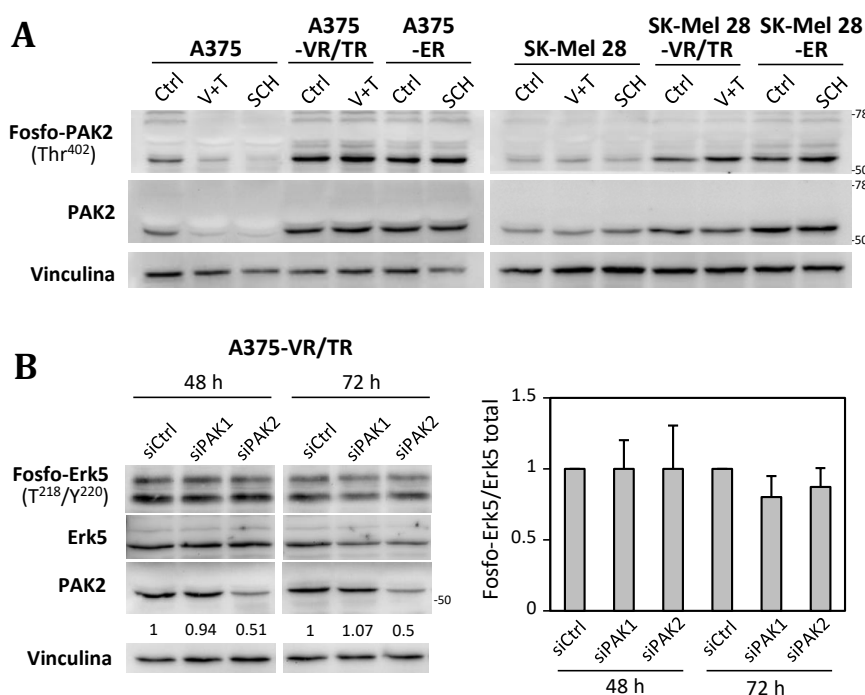 A
A375
A375
-VR/TR
A375
-ER
SK-Mel 28
SK-Mel 28
-VR/TR
SK-Mel 28
-ER
Ctrl V+T SCH Ctrl V+T Ctrl SCH Ctrl V+T SCH Ctrl V+T Ctrl SCH
Fosfo-PAK2
(Thr402)
-78
-50
PAK2
-78
-50
Vinculina
B
A375-VR/TR
48 h 72 h
siCtrl siPAK1 siPAK2 siCtrl siPAK1 siPAK2
Fosfo-Erk5
(T218/Y220)
Erk5
PAK2
-50
1 0.94 0.51 1 1.07 0.5
Vinculina
Fosfo-Erk5/Erk5 total
1.5
1
0.5
0
siCtrl siPAK1 siPAK2 siCtrl siPAK1 siPAK2
48 h 72 h